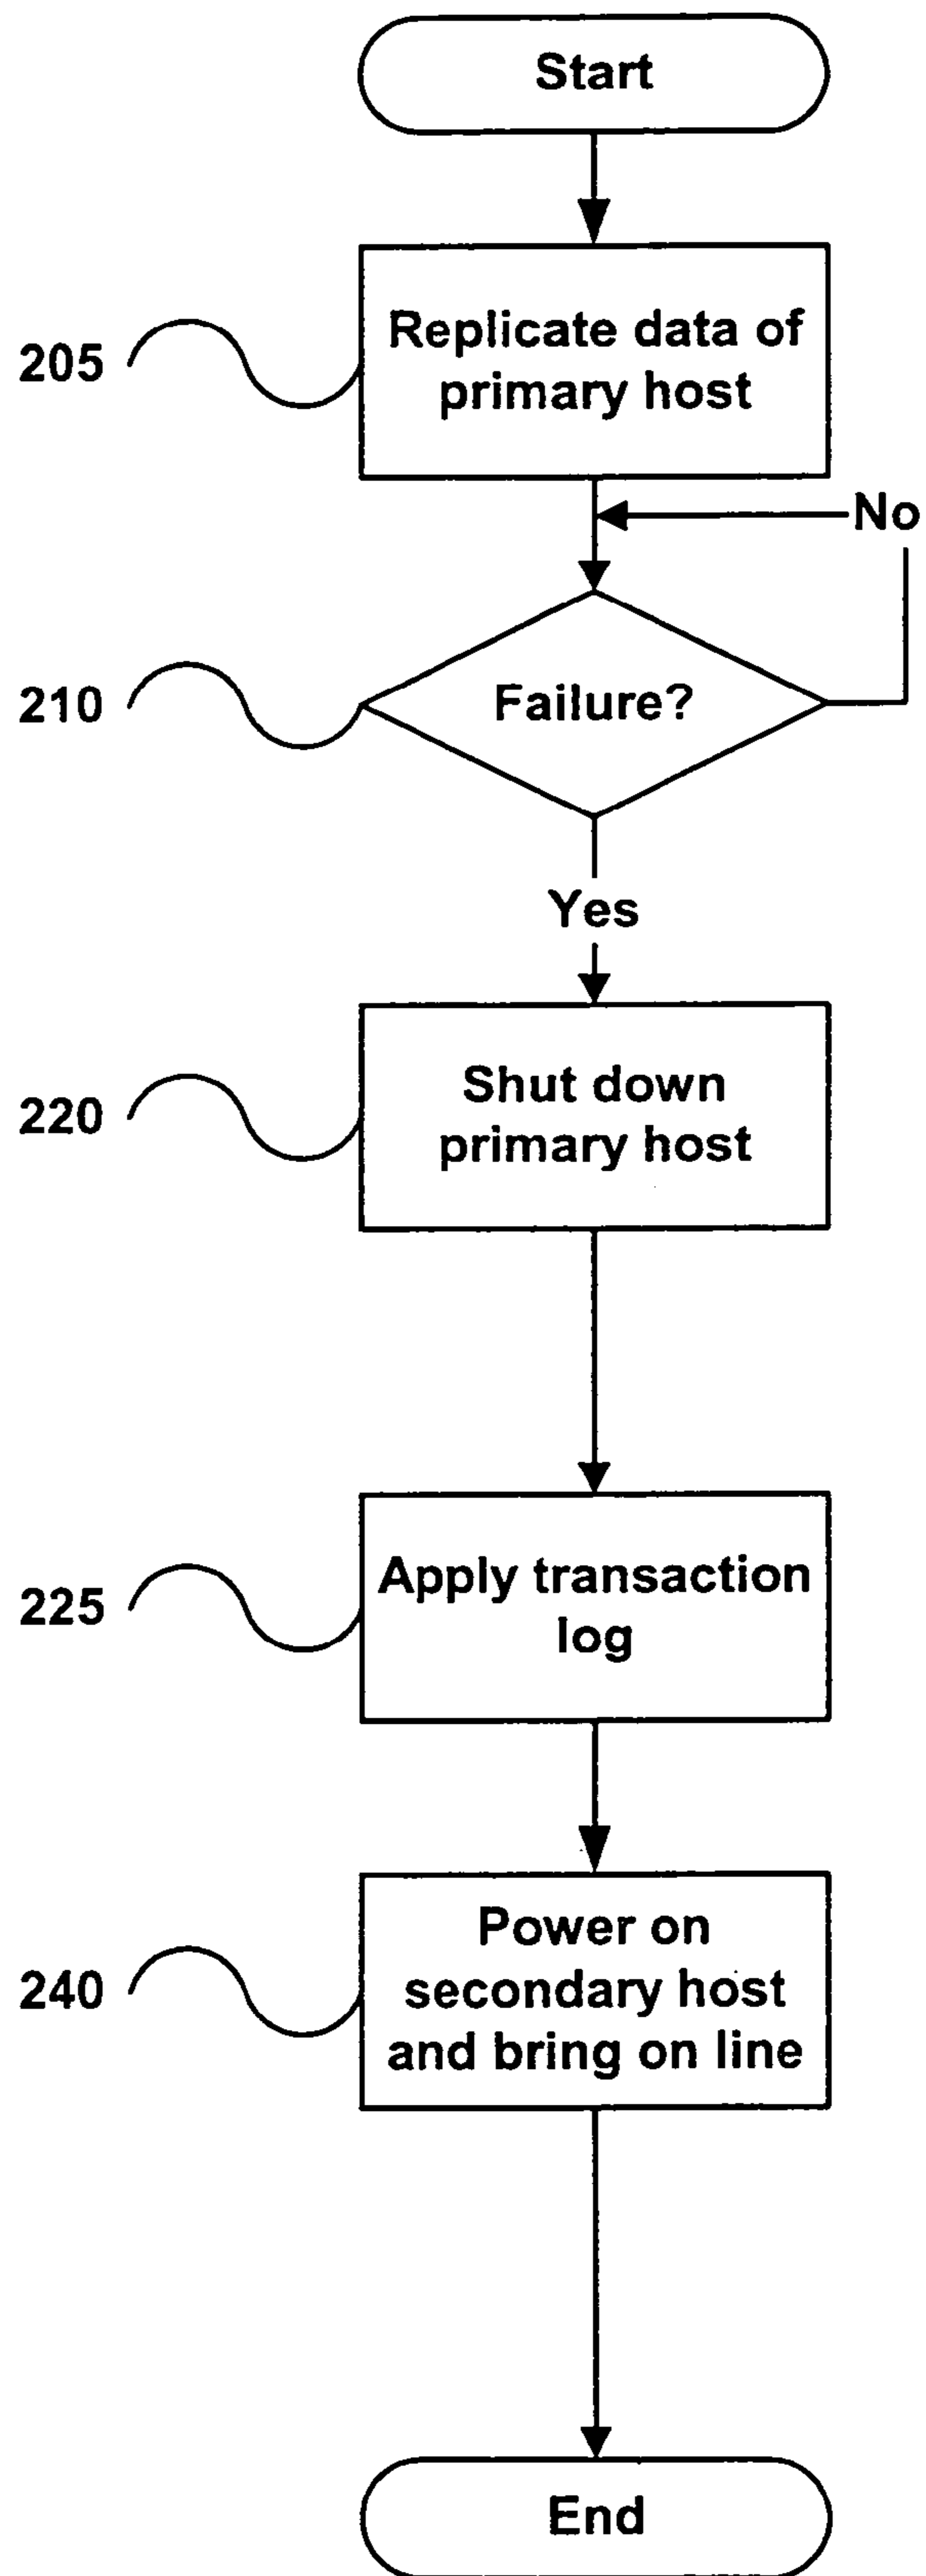 Start
205
Replicate data of
primary host
No
210
Failure?
Yes
220
Shut down
primary host
225
Apply transaction
log
240
Power on
secondary host
and bring on line
End